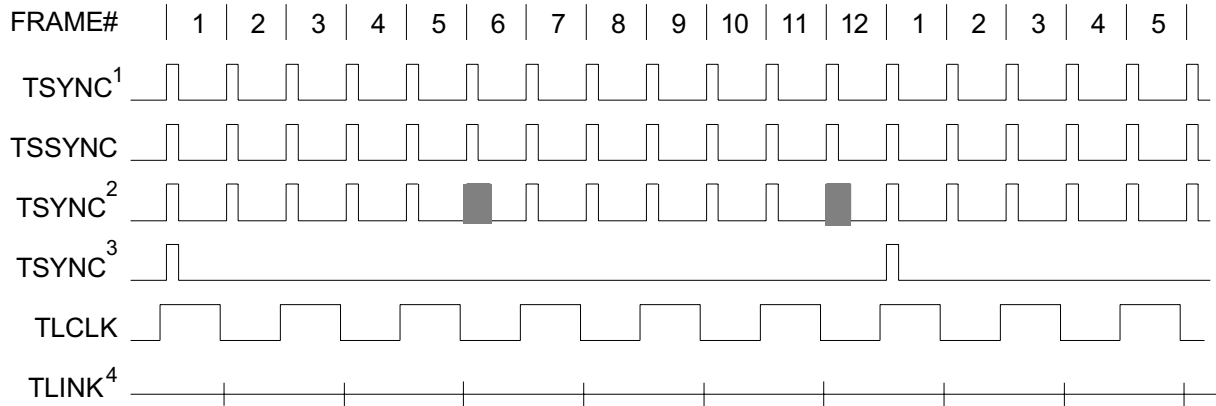 FRAME# 1 2 3 4 5 6 7 8 9 10 11 12 1 2 3 4 5
TSYNC1
TSSYNC
TSYNC2
TSYNC3
TLCLK
TLINK4